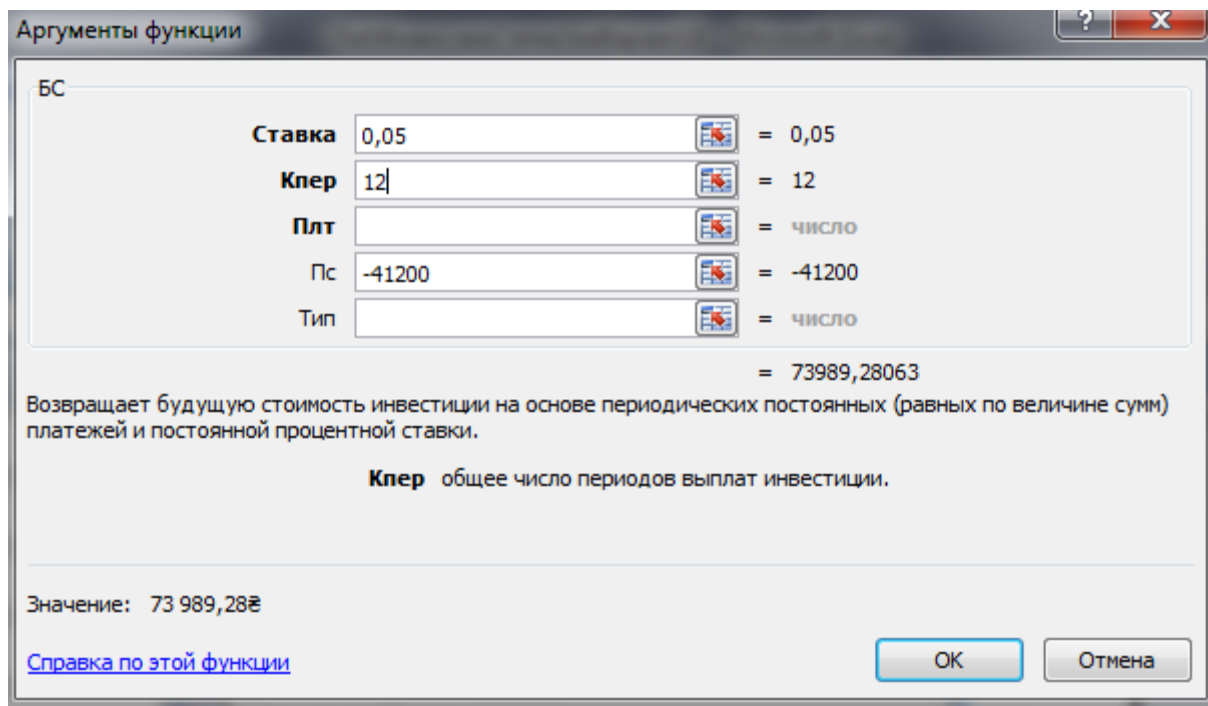 Аргументы функции
БС
Ставка 0,05 = 0,05
Кпер 12 = 12
Плт = число
Пс -41200 = -41200
Тип = число
= 73989,28063
Возвращает будущую стоимость инвестиции на основе периодических постоянных (равных по величине сумм)
платежей и постоянной процентной ставки.
Кпер общее число периодов выплат инвестиции.
Значение: 73 989,28₴
Справка по этой функции
ОК Отмена